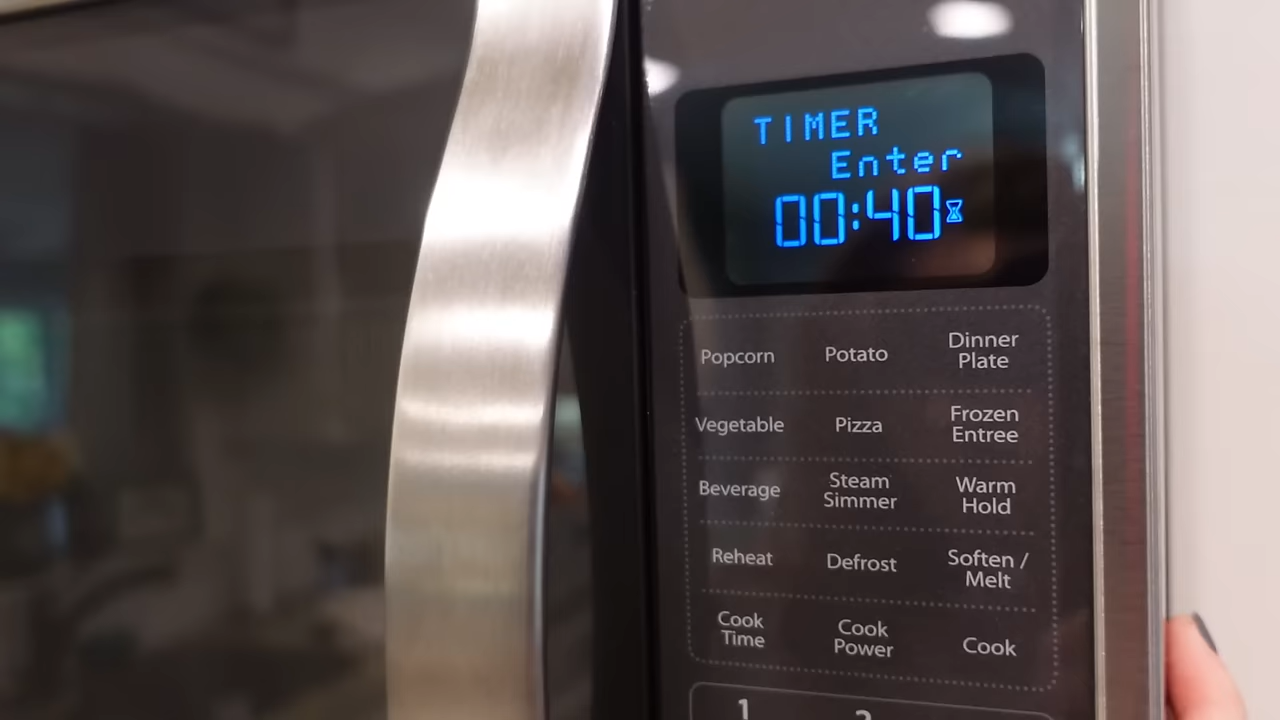 TIMER
Enter
00:40
Popcorn
Potato
Dinner
Plate
Vegetable
Pizza
Frozen
Entree
Beverage
Steam
Simmer
Warm
Hold
Reheat
Defrost
Soften /
Melt
Cook
Time
Cook
Power
Cook
1
2